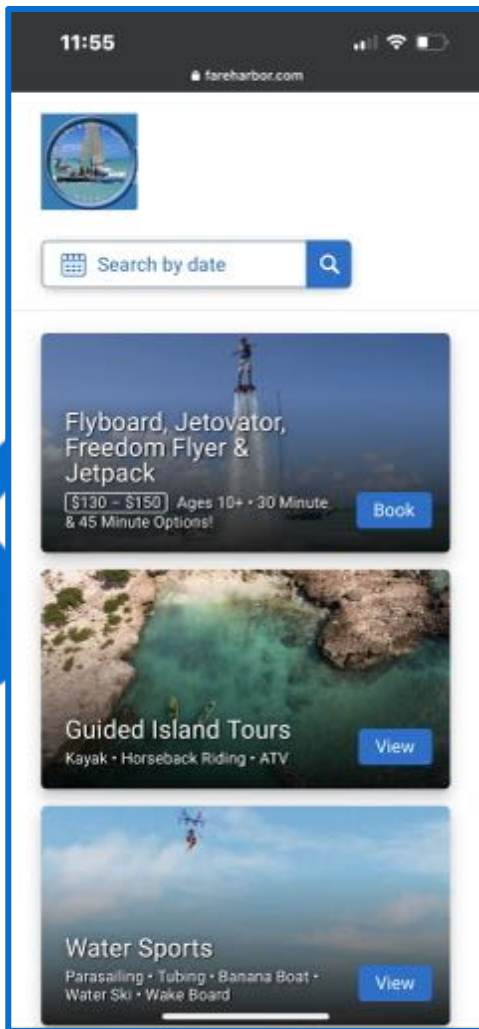 11:55
fareharbor.com
Search by date
Flyboard, Jetovator,
Freedom Flyer &
Jetpack
$130 – $150 Ages 10+ • 30 Minute
& 45 Minute Options!
Book
Guided Island Tours
Kayak • Horseback Riding • ATV
View
Water Sports
Parasailing • Tubing • Banana Boat •
Water Ski • Wake Board
View